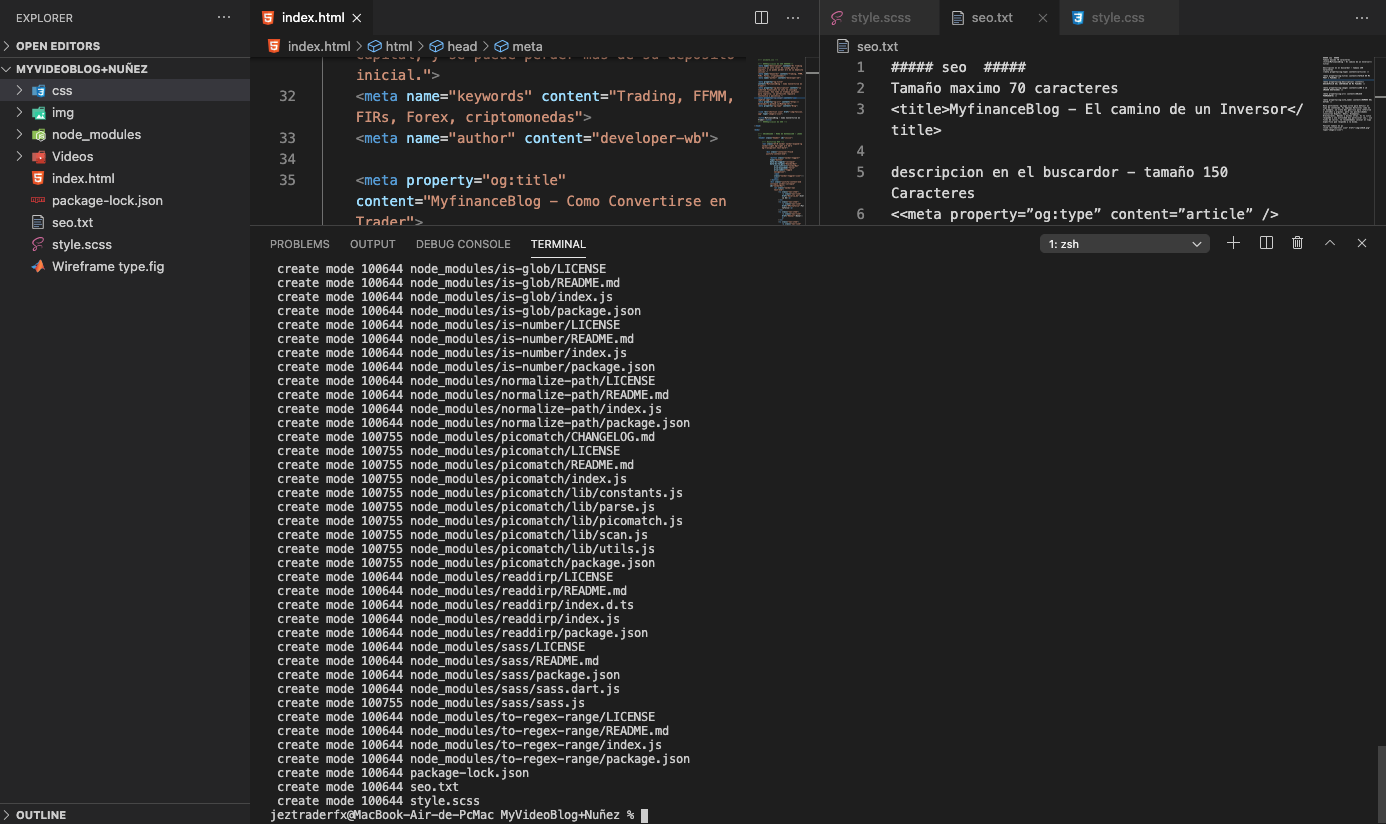 EXPLORER
OPEN EDITORS
MYVIDEOBLOG+NUÑEZ
css
img
node_modules
Videos
index.html
package-lock.json
seo.txt
style.scss
Wireframe type.fig
OUTLINE
index.html
index.html > html > head > meta
capital, y se puede perder más de su depósito
inicial.">
32 <meta name="keywords" content="Trading, FFMM,
FIRs, Forex, criptomonedas">
33 <meta name="author" content="developer-wb">
34
35 <meta property="og:title"
content="MyfinanceBlog - Como Convertirse en
Trader">
style.scss
seo.txt
style.css
seo.txt
1 ##### seo  #####
2 Tamaño maximo 70 caracteres
3 <title>MyfinanceBlog - El camino de un Inversor</
title>
4
5 descripcion en el buscardor - tamaño 150
Caracteres
6 <<meta property=”og:type” content=”article” />
PROBLEMS OUTPUT DEBUG CONSOLE TERMINAL
1: zsh
create mode 100644 node_modules/is-glob/LICENSE
create mode 100644 node_modules/is-glob/README.md
create mode 100644 node_modules/is-glob/index.js
create mode 100644 node_modules/is-glob/package.json
create mode 100644 node_modules/is-number/LICENSE
create mode 100644 node_modules/is-number/README.md
create mode 100644 node_modules/is-number/index.js
create mode 100644 node_modules/is-number/package.json
create mode 100644 node_modules/normalize-path/LICENSE
create mode 100644 node_modules/normalize-path/README.md
create mode 100644 node_modules/normalize-path/index.js
create mode 100644 node_modules/normalize-path/package.json
create mode 100755 node_modules/picomatch/CHANGELOG.md
create mode 100755 node_modules/picomatch/LICENSE
create mode 100755 node_modules/picomatch/README.md
create mode 100755 node_modules/picomatch/index.js
create mode 100755 node_modules/picomatch/lib/constants.js
create mode 100755 node_modules/picomatch/lib/parse.js
create mode 100755 node_modules/picomatch/lib/picomatch.js
create mode 100755 node_modules/picomatch/lib/scan.js
create mode 100755 node_modules/picomatch/lib/utils.js
create mode 100755 node_modules/picomatch/package.json
create mode 100644 node_modules/readdirp/LICENSE
create mode 100644 node_modules/readdirp/README.md
create mode 100644 node_modules/readdirp/index.d.ts
create mode 100644 node_modules/readdirp/index.js
create mode 100644 node_modules/readdirp/package.json
create mode 100644 node_modules/sass/LICENSE
create mode 100644 node_modules/sass/README.md
create mode 100644 node_modules/sass/package.json
create mode 100644 node_modules/sass/sass.dart.js
create mode 100755 node_modules/sass/sass.js
create mode 100644 node_modules/to-regex-range/LICENSE
create mode 100644 node_modules/to-regex-range/README.md
create mode 100644 node_modules/to-regex-range/index.js
create mode 100644 node_modules/to-regex-range/package.json
create mode 100644 package-lock.json
create mode 100644 seo.txt
create mode 100644 style.scss
jeztraderfx@MacBook-Air-de-PcMac MyVideoBlog+Nuñez %